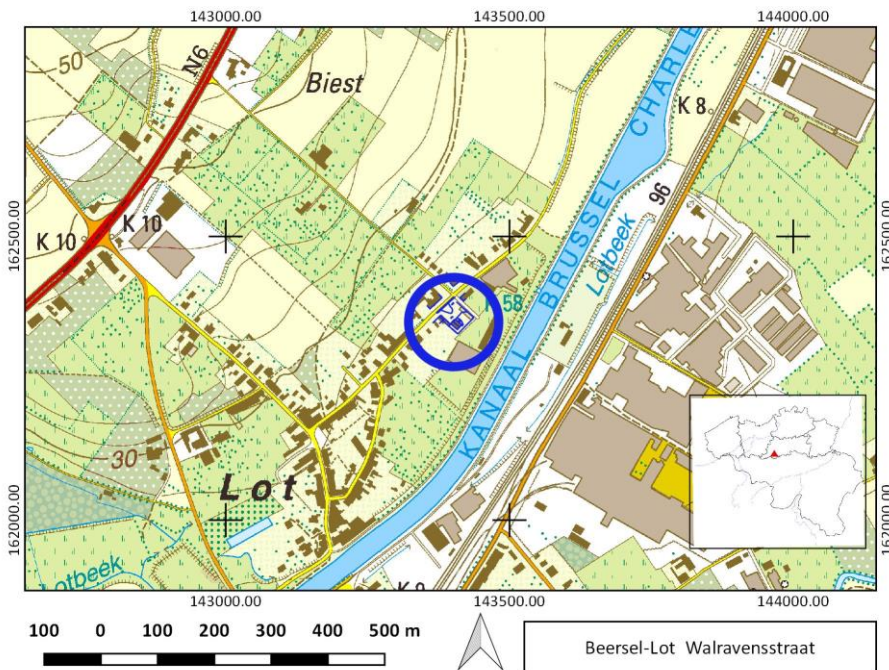 143000.00
143500.00
144000.00
50
N6
Biest
K 8
K 10
K 10
96
162500.00
162500.00
58
KANAAL BRUSSEL CHARLE
Lotbeek
30
Lot
162000.00
162000.00
Lotbeek
K 9
143000.00
143500.00
144000.00
100 0 100 200 300 400 500 m
Beersel-Lot Walravensstraat